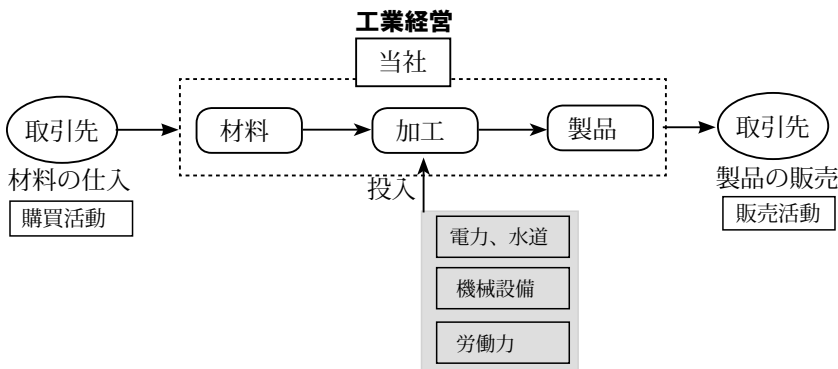 工業経営
当社
取引先
材料
加工
製品
取引先
材料の仕入
購買活動
投入
製品の販売
販売活動
電力、水道
機械設備
労働力